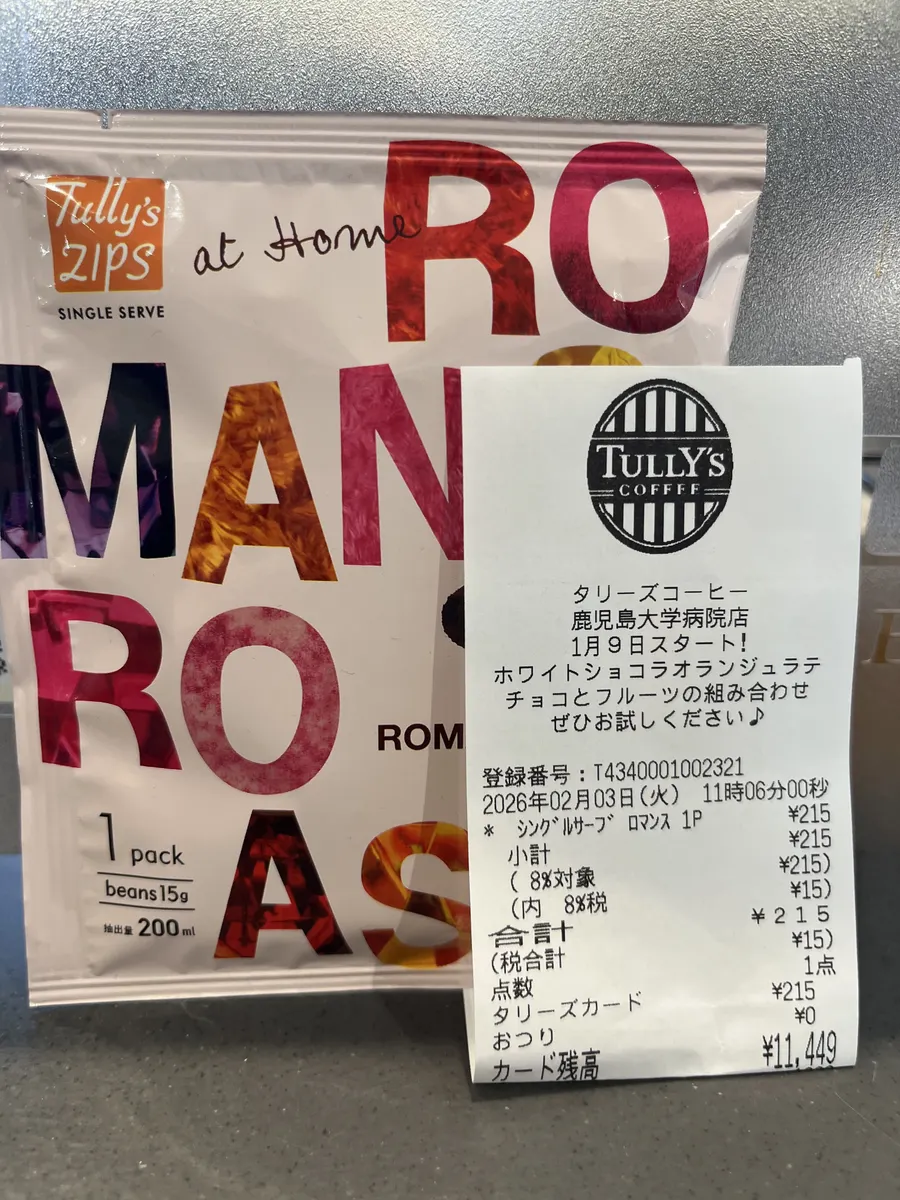 Tully's
ZIPS
at Home
SINGLE SERVE
RO
MAN
RO
AS
ROM
1 pack
beans 15g
抽出量 200ml
TULLY'S
COFFEE
タリーズコーヒー
鹿児島大学病院店
1月9日スタート!
ホワイトショコラオランジュラテ
チョコとフルーツの組み合わせ
ぜひお試しください♪
登録番号:T4340001002321
2026年02月03日(火) 11時06分00秒
* シングルサーブ ロマンス 1P ¥215
小計 ¥215
( 8%対象 ¥215)
(内 8%税 ¥15)
合計 ¥215
(税合計 ¥15)
点数 1点
タリーズカード ¥215
おつり ¥0
カード残高 ¥11,449